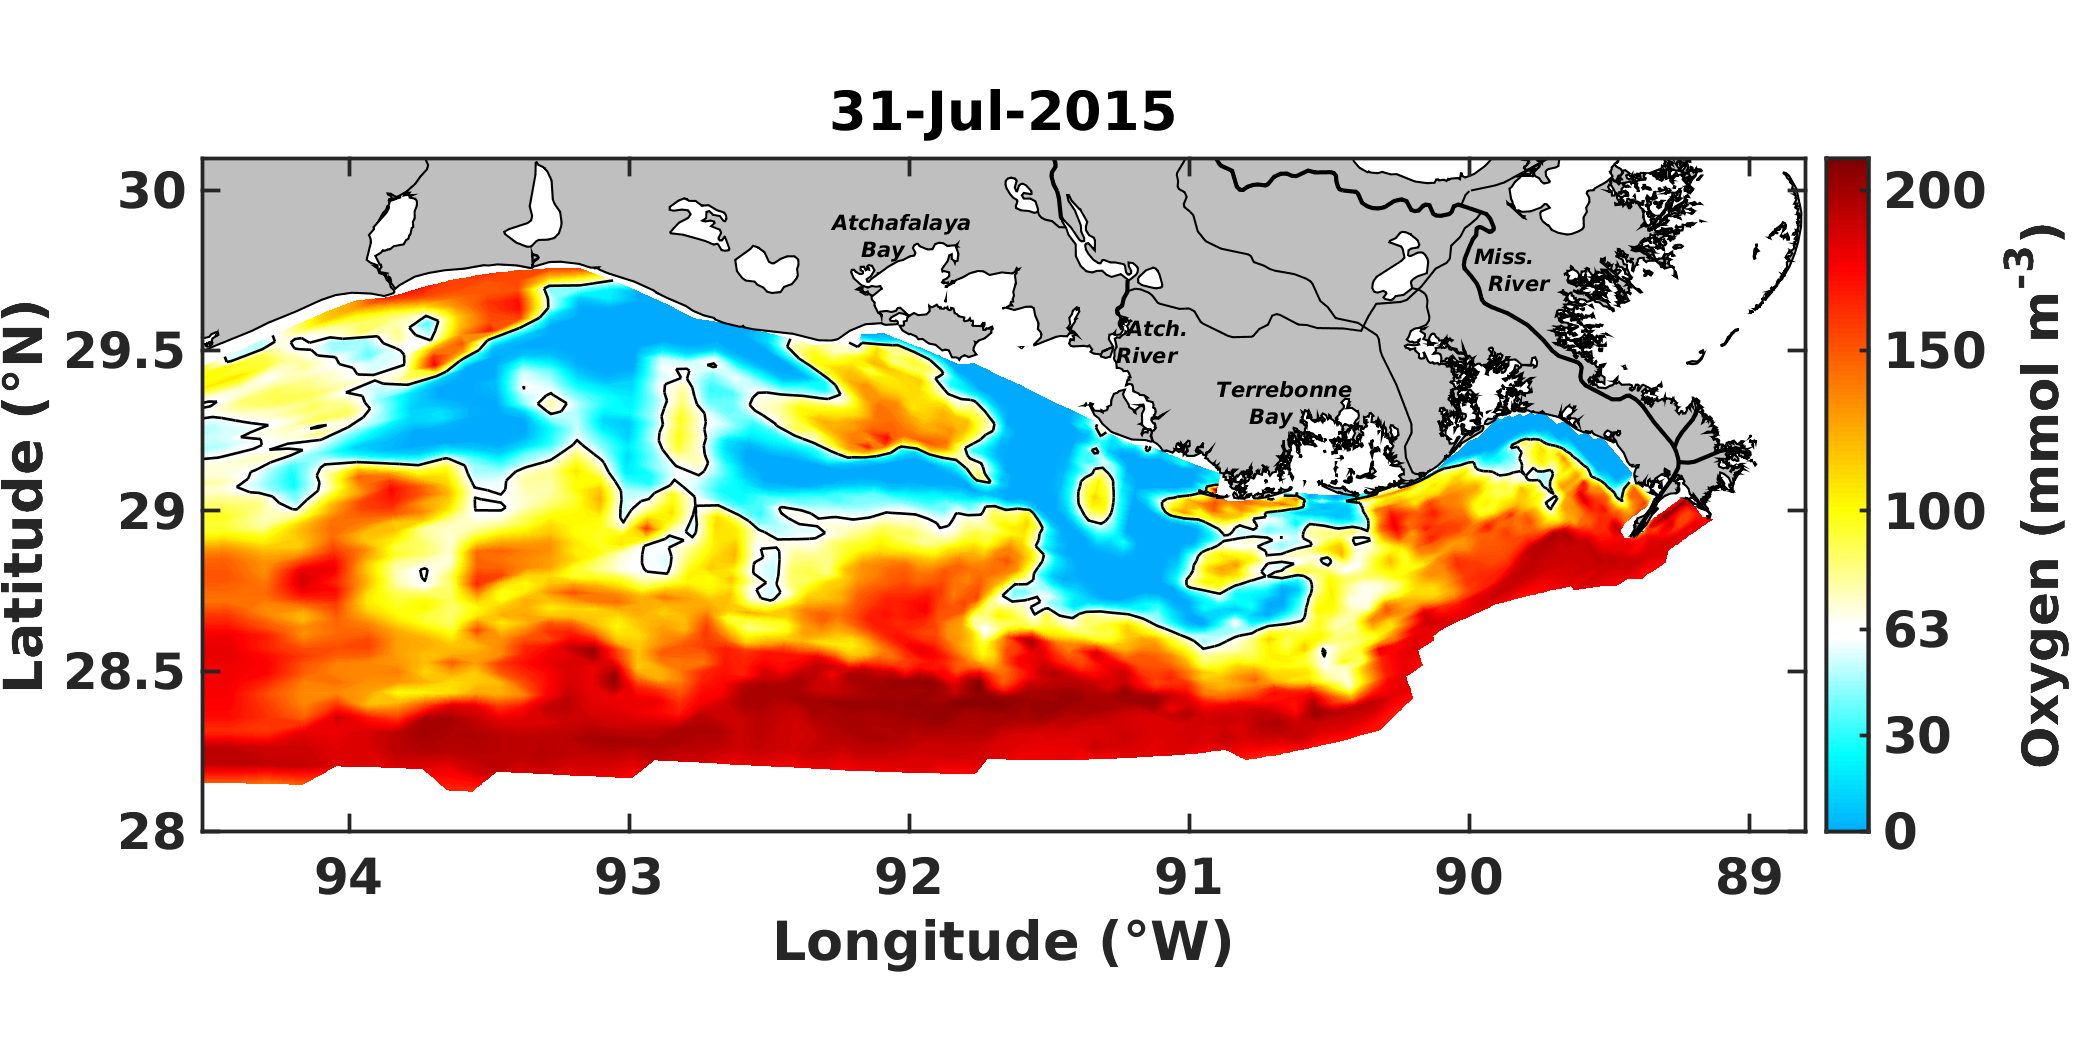 31-Jul-2015
30
29.5
29
28.5
28
Latitude (°N)
94
93
92
91
90
89
Longitude (°W)
Atchafalaya
Bay
Miss.
River
Atch.
River
Terrebonne
Bay
200
150
100
63
30
0
Oxygen (mmol m-3)